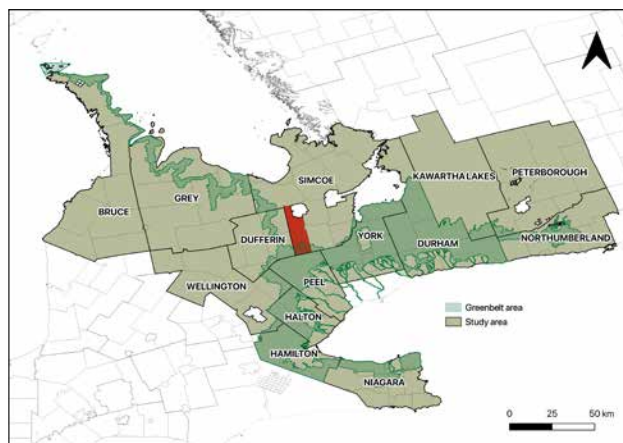 KAWARTHA LAKES
PETERBOROUGH
SIMCOE
GREY
BRUCE
DUFFERIN
YORK
DURHAM
NORTHUMBERLAND
WELLINGTON
PEEL
HALTON
HAMILTON
NIAGARA
Greenbelt area
Study area
0 25 50 km